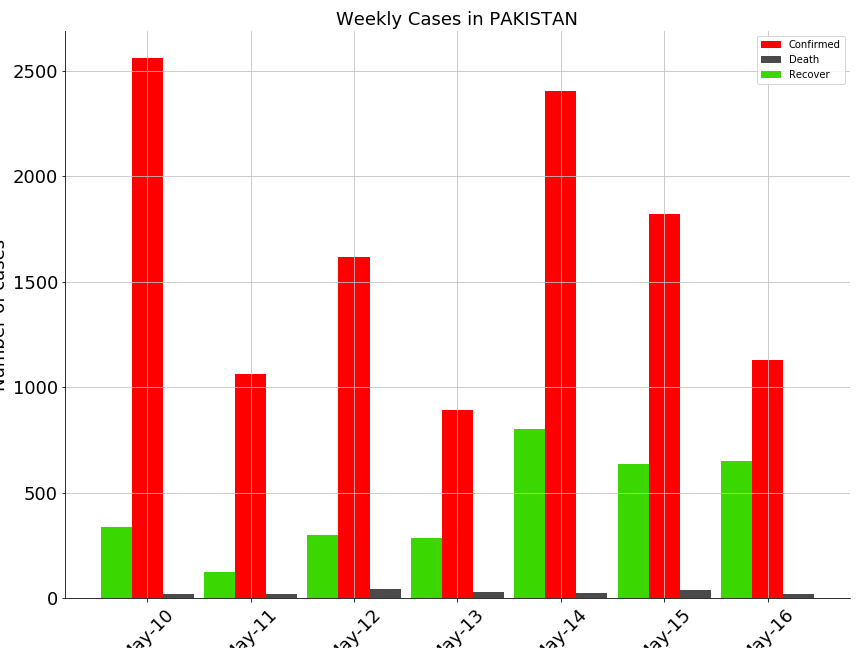 Weekly Cases in PAKISTAN
Confirmed
Death
Recover
2500
2000
1500
1000
500
0
May-10
May-11
May-12
May-13
May-14
May-15
May-16
Number of cases